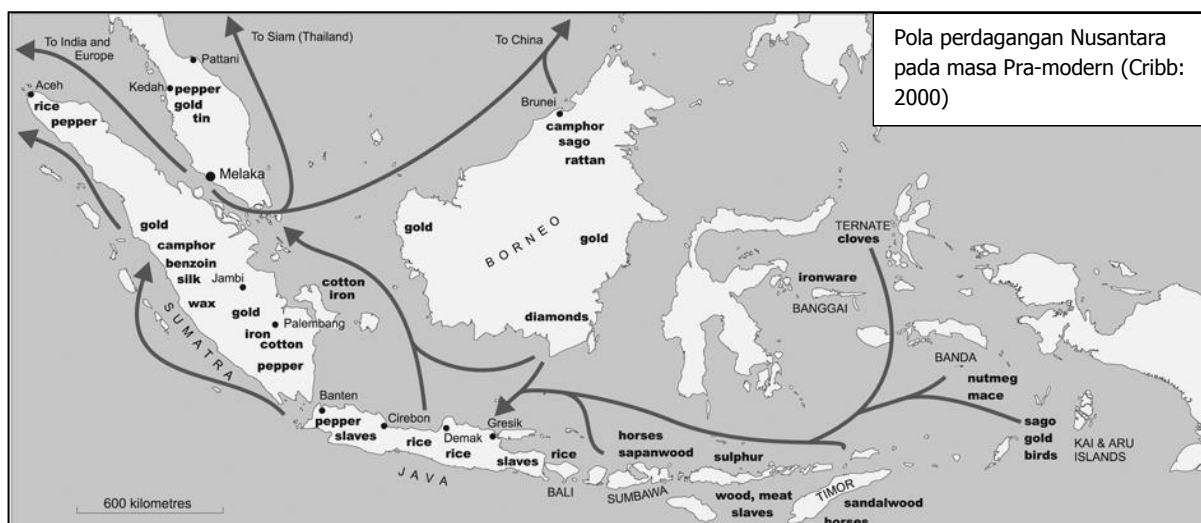 Pola perdagangan Nusantara
pada masa Pra-modern (Cribb:
2000)
To India and
Europe
To Siam (Thailand)
To China
Pattani
Aceh
Kedah
pepper
gold
tin
rice
pepper
Brunei
camphor
sago
rattan
Melaka
gold
camphor
benzoin
silk
Jambi
wax
gold
iron
Palembang
cotton
pepper
SUMATRA
cotton
iron
gold
BORNEO
gold
diamonds
TERNATE
cloves
ironware
BANGGAI
BANDA
nutmeg
mace
sago
gold
birds
KAI & ARU
ISLANDS
Banten
pepper
slaves
Cirebon
rice
Demak
rice
Gresik
slaves
JAVA
rice
BALI
horses
sapanwood
SUMBAWA
sulphur
wood, meat
slaves
TIMOR
sandalwood
horses
600 kilometres